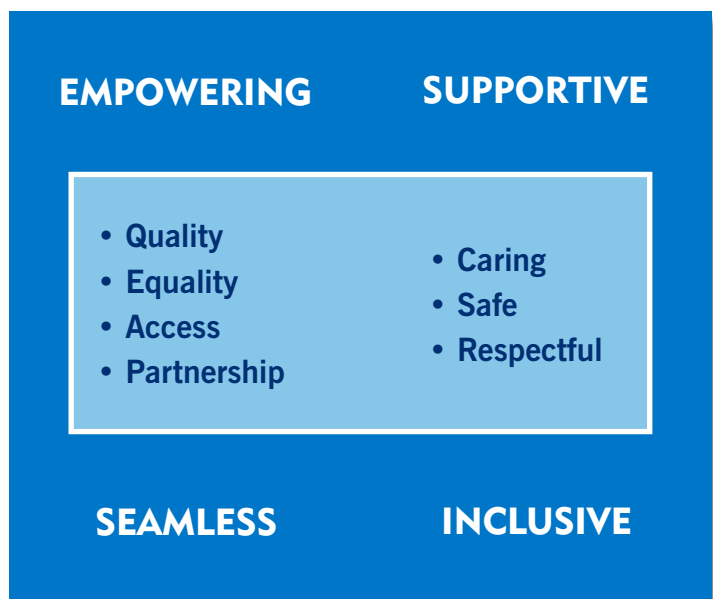 EMPOWERING
SUPPORTIVE
• Quality
• Equality
• Access
• Partnership
• Caring
• Safe
• Respectful
SEAMLESS
INCLUSIVE